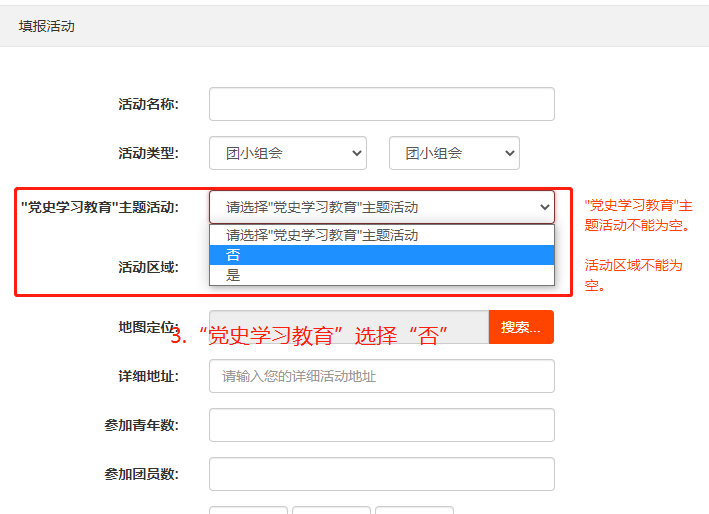 填报活动
活动名称:
活动类型: 团小组会 团小组会
"党史学习教育"主题活动: 请选择"党史学习教育"主题活动
"党史学习教育"主
题活动不能为空。
请选择"党史学习教育"主题活动
否
是
活动区域:
活动区域不能为
空。
地图定位: 搜索...
3.“党史学习教育”选择“否”
详细地址: 请输入您的详细活动地址
参加青年数:
参加团员数: